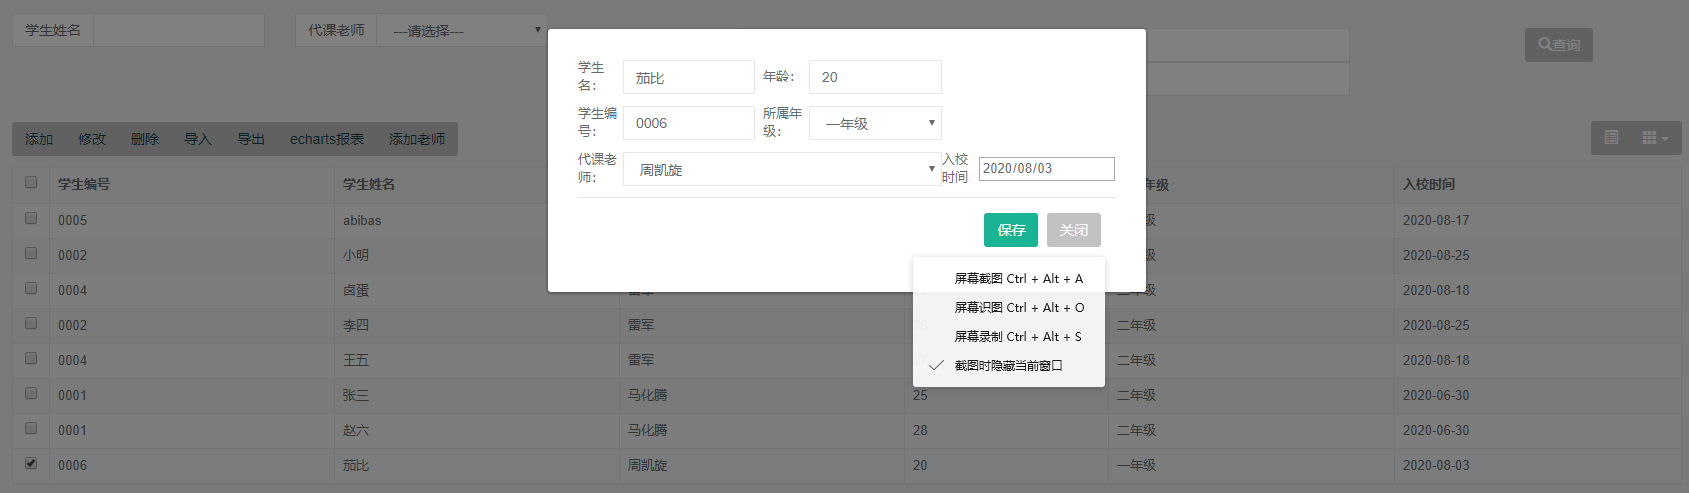 学生姓名
代课老师 ---请选择---
查询
学生名： 茄比 年龄： 20
学生编号： 0006 所属年级： 一年级
代课老师： 周凯旋 入校时间 2020/08/03
保存 关闭
屏幕截图 Ctrl + Alt + A
屏幕识图 Ctrl + Alt + O
屏幕录制 Ctrl + Alt + S
截图时隐藏当前窗口
添加 修改 删除 导入 导出 echarts报表 添加老师
学生编号 学生姓名 年级 入校时间
0005 abibas 级 2020-08-17
0002 小明 级 2020-08-25
0004 卤蛋 雷军 二年级 2020-08-18
0002 李四 雷军 二年级 2020-08-25
0004 王五 雷军 二年级 2020-08-18
0001 张三 马化腾 25 二年级 2020-06-30
0001 赵六 马化腾 28 二年级 2020-06-30
0006 茄比 周凯旋 20 一年级 2020-08-03